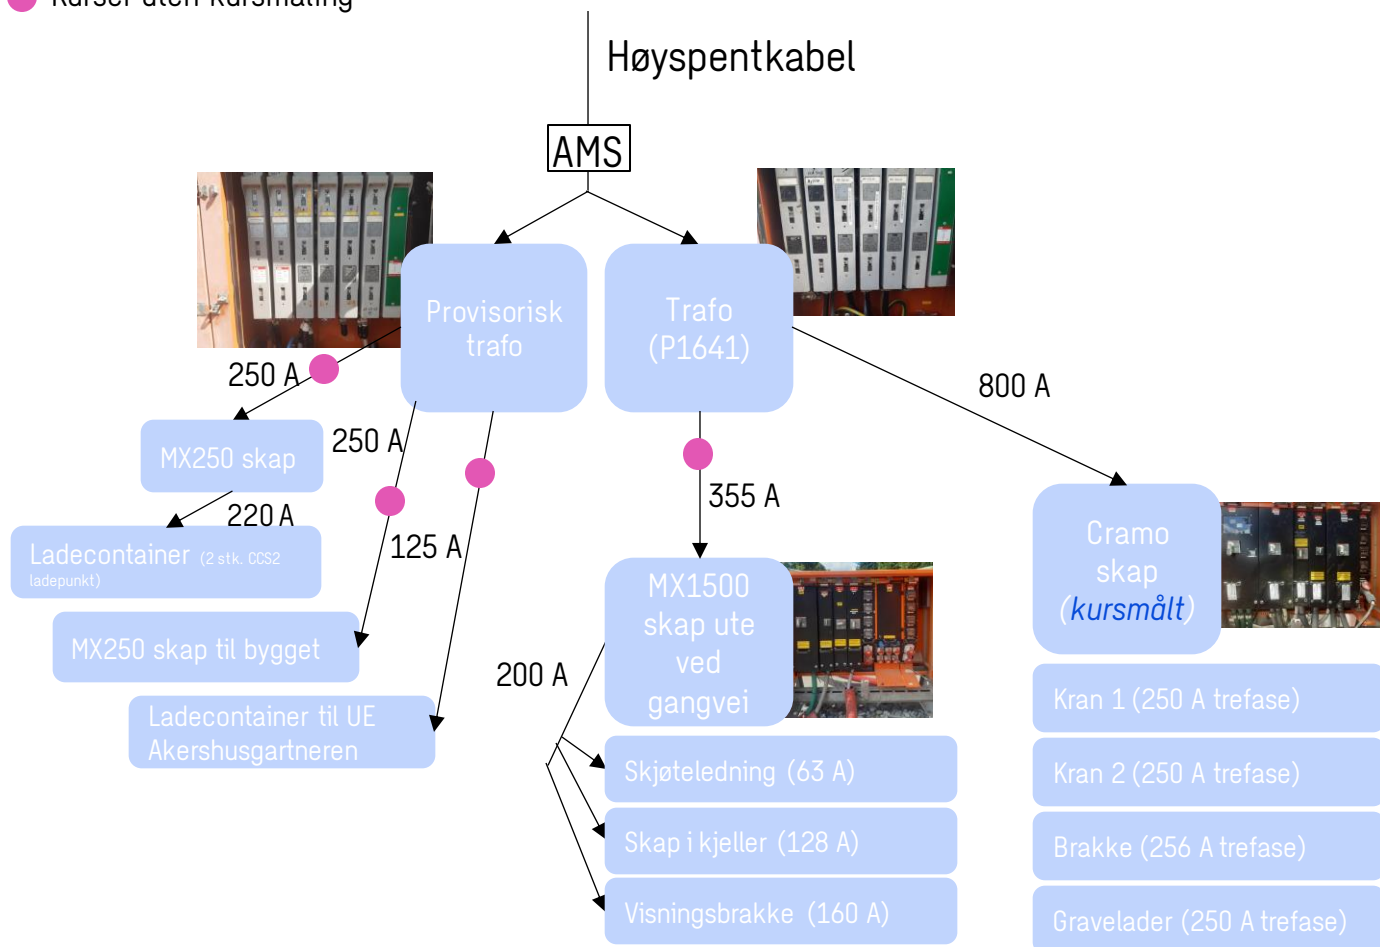 Kurser uten kursmåling
Høyspentkabel
AMS
Provisorisk
trafo
Trafo
(P1641)
250 A
800 A
MX250 skap
250 A
220 A
355 A
125 A
Ladecontainer (2 stk. CCS2
ladepunkt)
MX250 skap til bygget
Ladecontainer til UE
Akershusgartneren
MX1500
skap ute
ved
gangvei
200 A
Cramo
skap
(kursmålt)
Skjøteledning (63 A)
Skap i kjeller (128 A)
Visningsbrakke (160 A)
Kran 1 (250 A trefase)
Kran 2 (250 A trefase)
Brakke (256 A trefase)
Gravelader (250 A trefase)